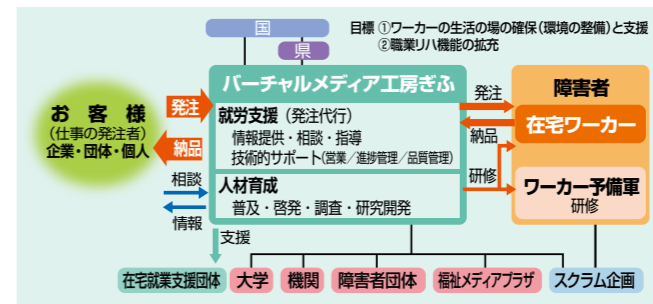 国
県
目標 ①ワーカーの生活の場の確保（環境の整備）と支援
②職業リハ機能の拡充
お客様
（仕事の発注者）
企業・団体・個人
発注
納品
相談
情報
バーチャルメディア工房ぎふ
就労支援（発注代行）
情報提供・相談・指導
技術的サポート（営業／進捗管理／品質管理）
人材育成
普及・啓発・調査・研究開発
発注
納品
研修
障害者
在宅ワーカー
ワーカー予備軍
研修
支援
在宅就業支援団体
大学
機関
障害者団体
福祉メディアプラザ
スクラム企画